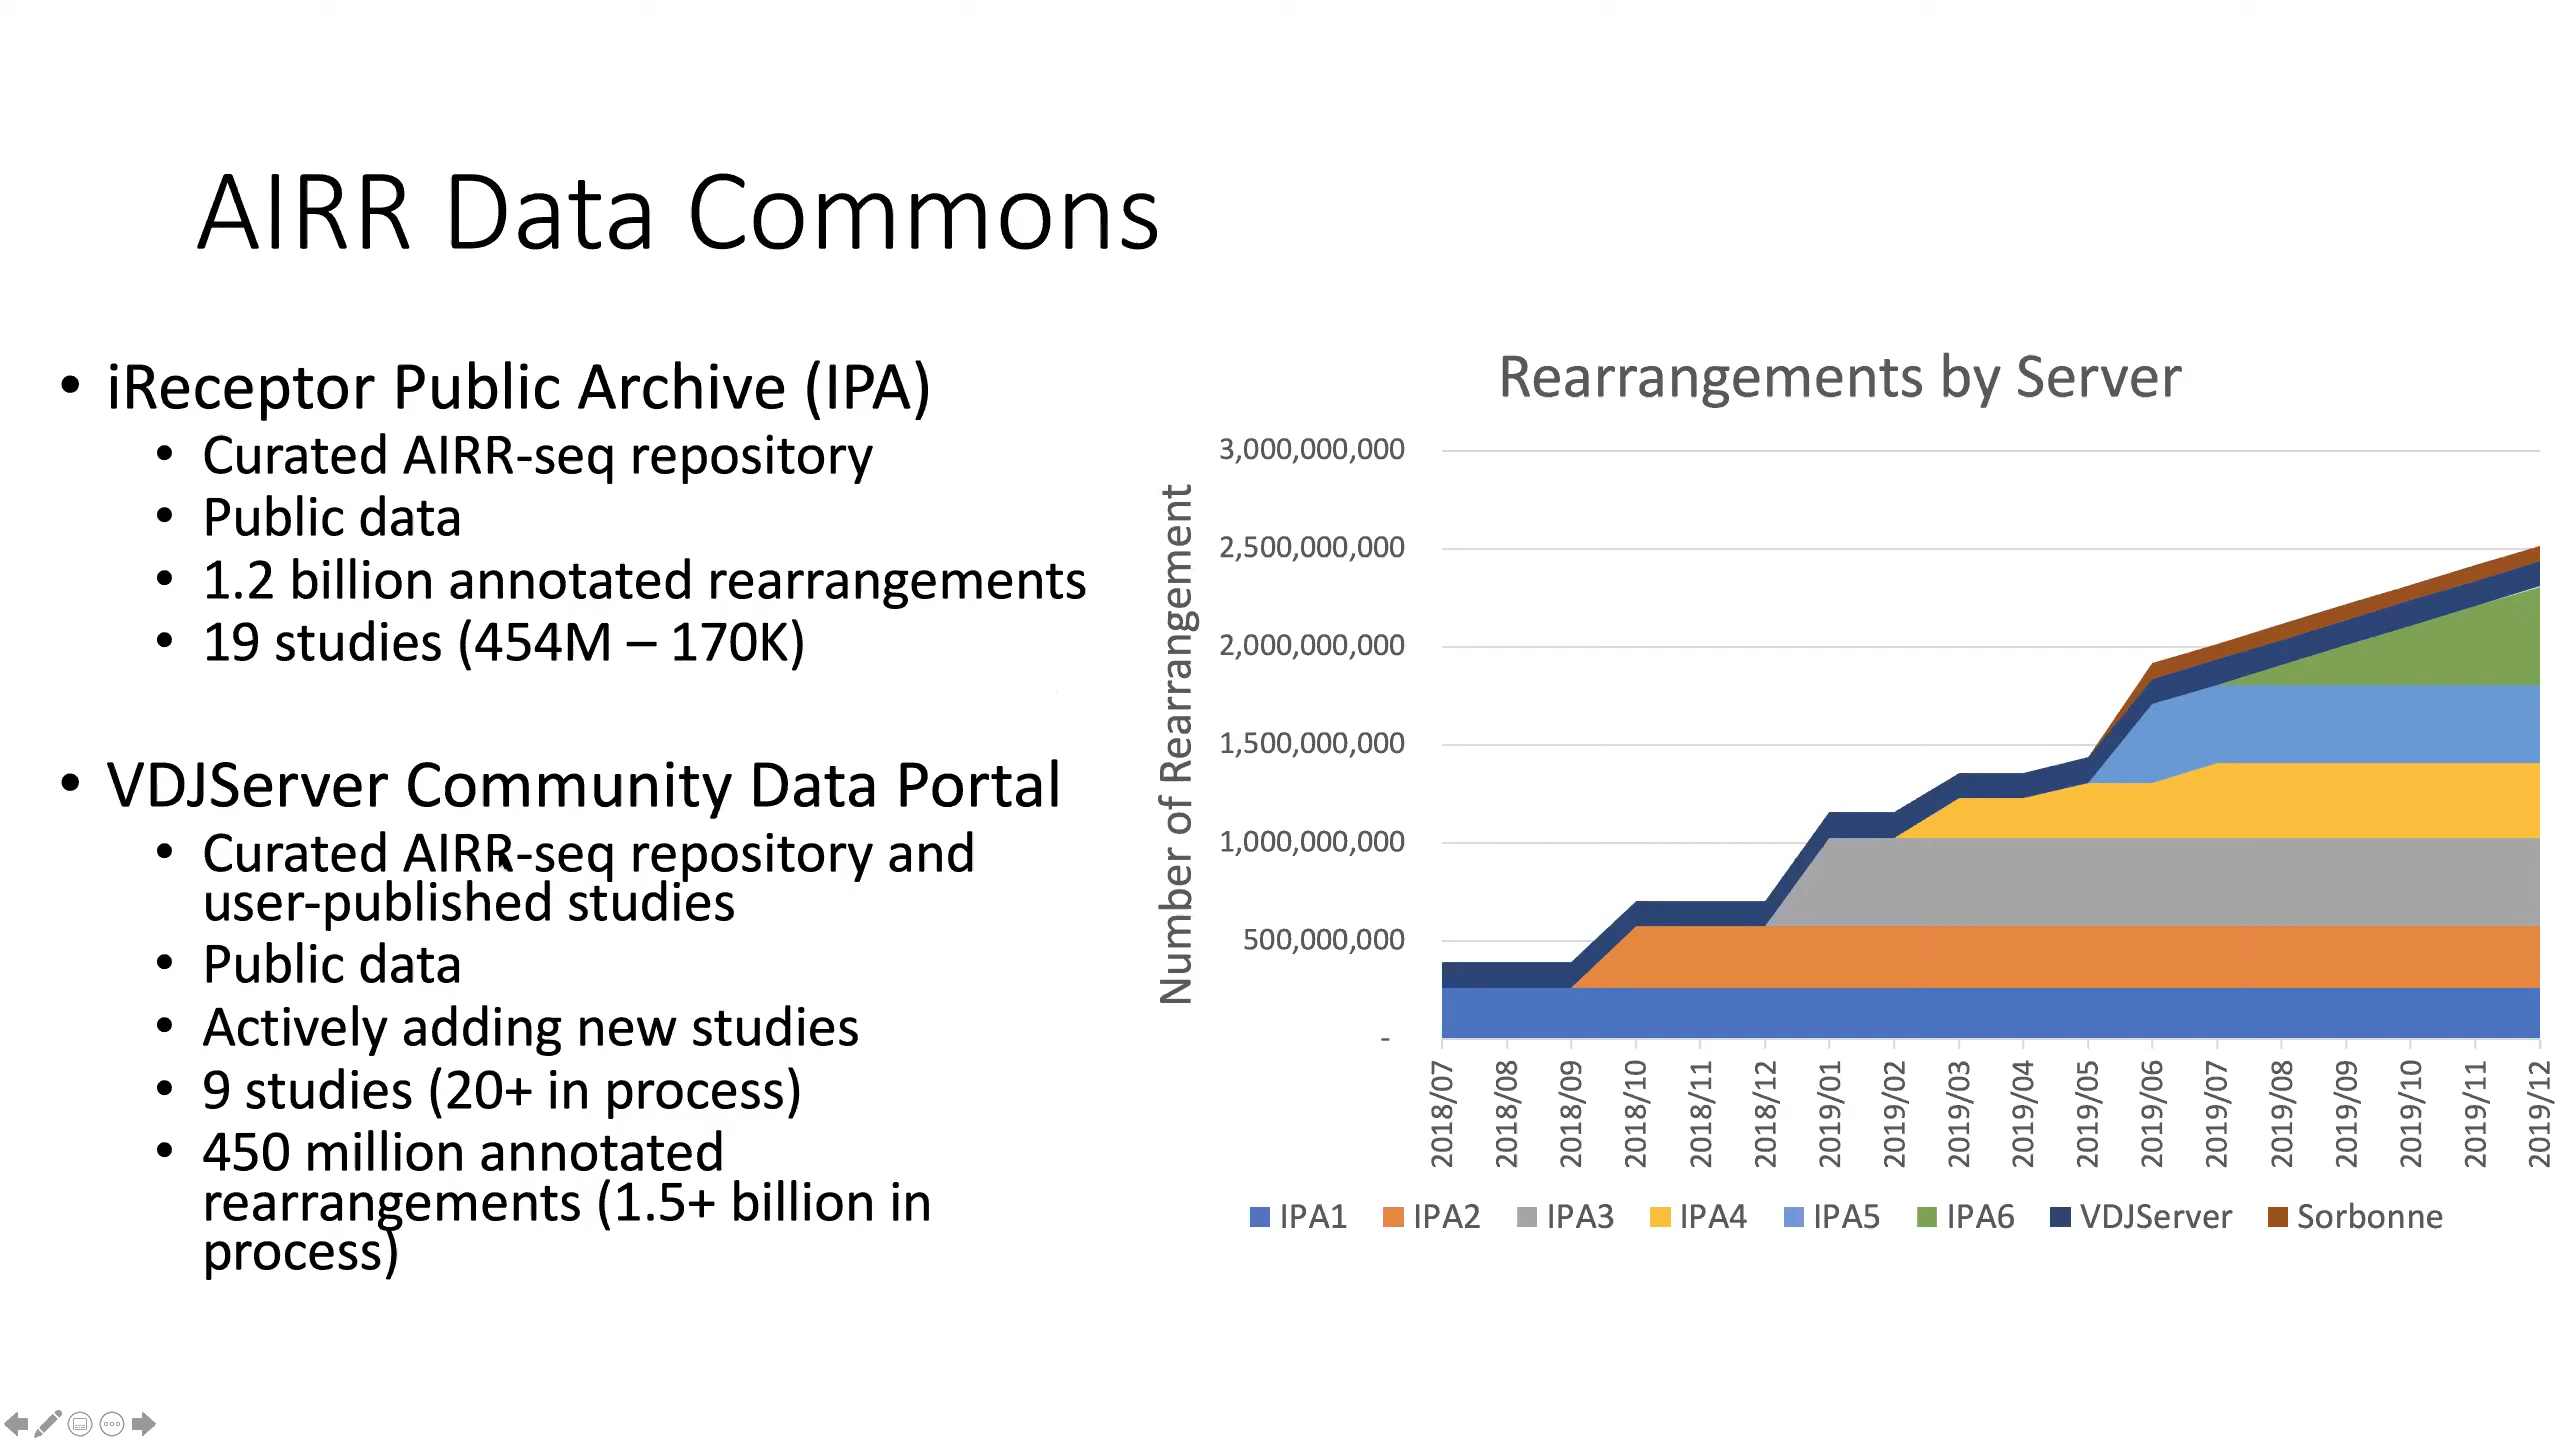 AIRR Data Commons
• iReceptor Public Archive (IPA)
• Curated AIRR-seq repository
• Public data
• 1.2 billion annotated rearrangements
• 19 studies (454M – 170K)
• VDJServer Community Data Portal
• Curated AIRR-seq repository and
user-published studies
• Public data
• Actively adding new studies
• 9 studies (20+ in process)
• 450 million annotated
rearrangements (1.5+ billion in
process)
Rearrangements by Server
Number of Rearrangement
3,000,000,000
2,500,000,000
2,000,000,000
1,500,000,000
1,000,000,000
500,000,000
-
2018/07
2018/08
2018/09
2018/10
2018/11
2018/12
2019/01
2019/02
2019/03
2019/04
2019/05
2019/06
2019/07
2019/08
2019/09
2019/10
2019/11
2019/12
IPA1 IPA2 IPA3 IPA4 IPA5 IPA6 VDJServer Sorbonne